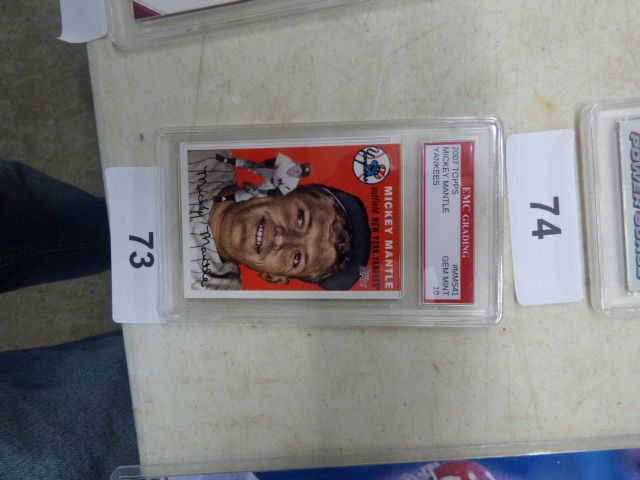 EMC GRADING
2007 TOPPS
#MMS41
MICKEY MANTLE
GEM MINT
YANKEES
10
MICKEY MANTLE
outfield NEW YORK YANKEES
Mickey Mantle
73
74